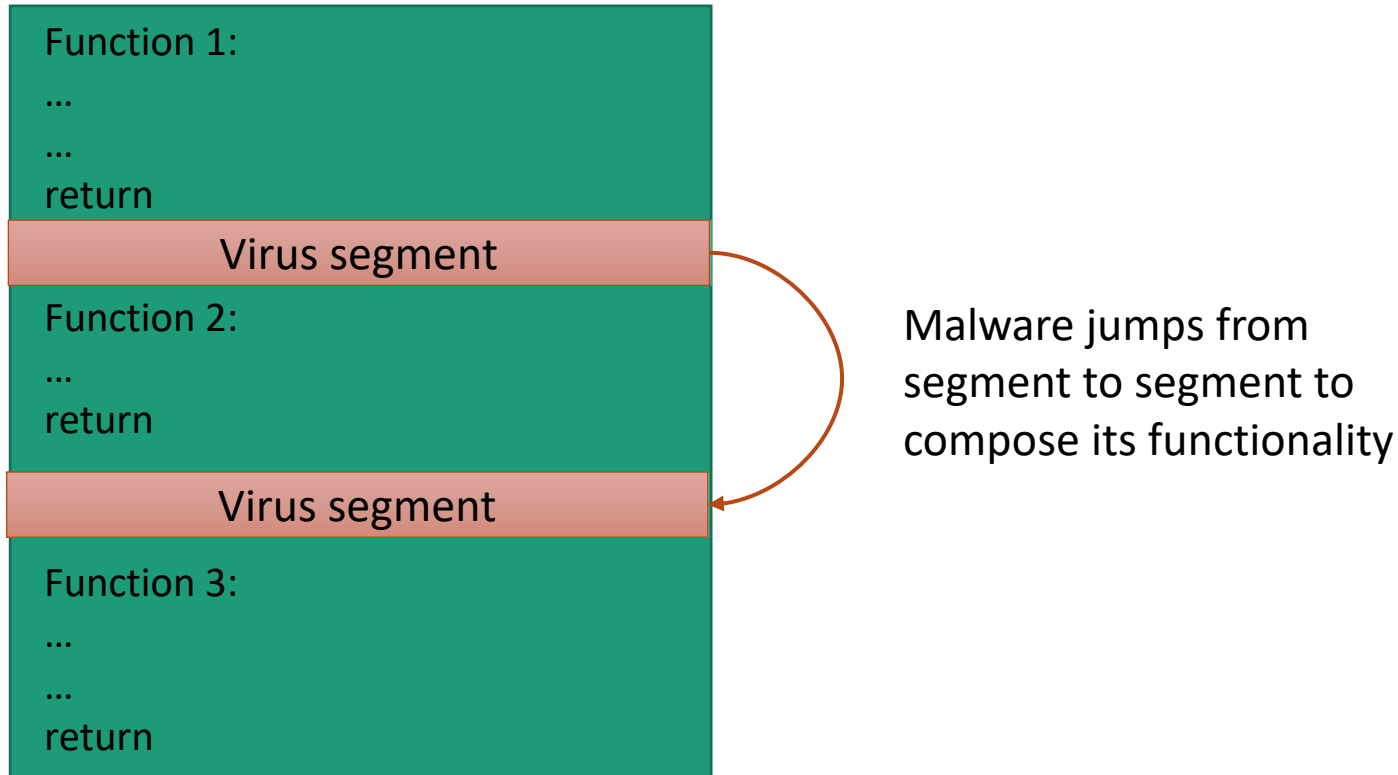 Function 1:
…
…
return
Virus segment
Function 2:
…
return
Virus segment
Function 3:
…
…
return
Malware jumps from
segment to segment to
compose its functionality